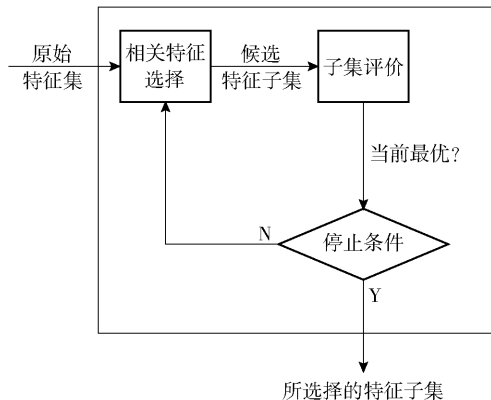 原始
特征集
相关特征
选择
候选
特征子集
子集评价
当前最优?
停止条件
N
Y
所选择的特征子集